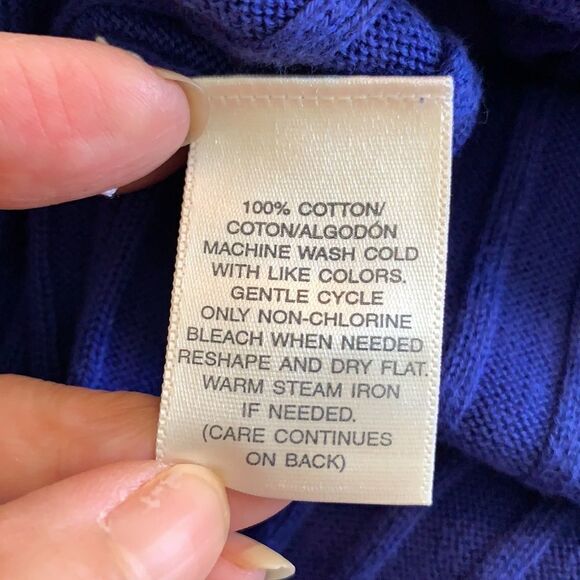 100% COTTON/
COTON/ALGODÓN
MACHINE WASH COLD
WITH LIKE COLORS.
GENTLE CYCLE
ONLY NON-CHLORINE
BLEACH WHEN NEEDED
RESHAPE AND DRY FLAT.
WARM STEAM IRON
IF NEEDED.
(CARE CONTINUES
ON BACK)